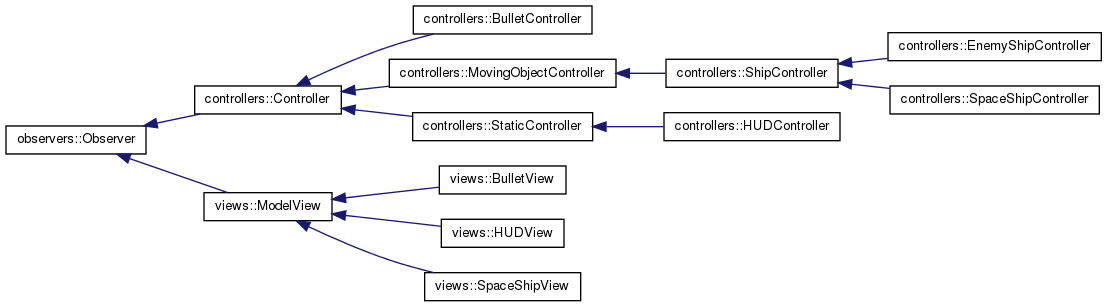 controllers::BulletController
controllers::EnemyShipController
controllers::MovingObjectController
controllers::ShipController
controllers::Controller
controllers::SpaceShipController
controllers::StaticController
controllers::HUDController
observers::Observer
views::BulletView
views::ModelView
views::HUDView
views::SpaceShipView